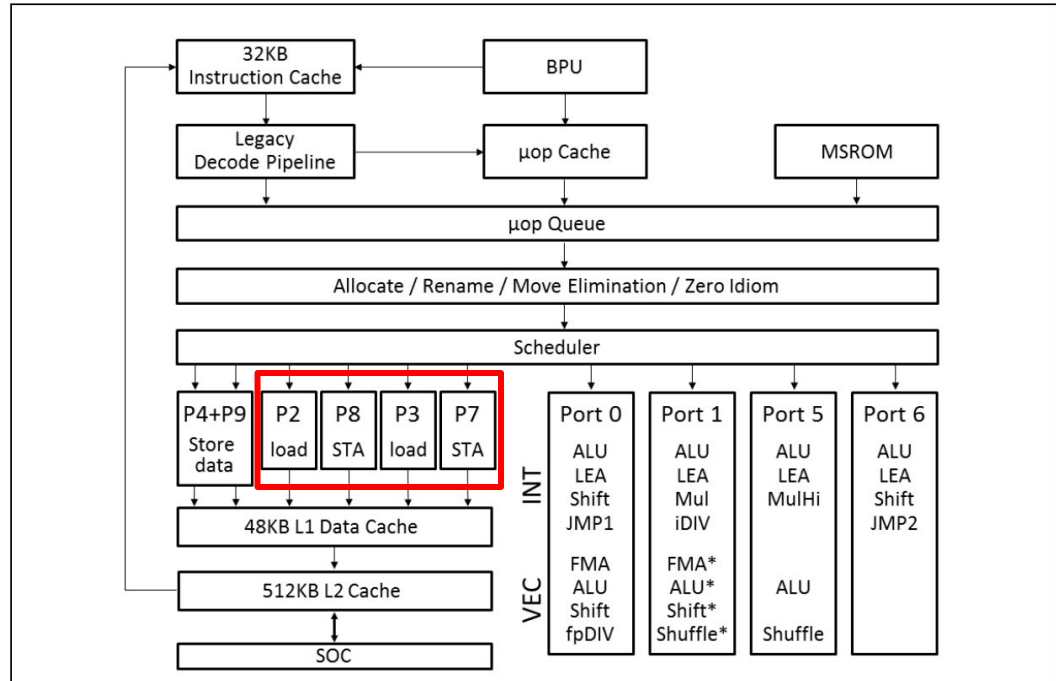 32KB
Instruction Cache
BPU
Legacy
Decode Pipeline
μop Cache
MSROM
μop Queue
Allocate / Rename / Move Elimination / Zero Idiom
Scheduler
P4+P9
Store
data
P2
load
P8
STA
P3
load
P7
STA
48KB L1 Data Cache
512KB L2 Cache
SOC
INT
VEC
Port 0
ALU
LEA
Shift
JMP1
FMA
ALU
Shift
fpDIV
Port 1
ALU
LEA
Mul
iDIV
FMA*
ALU*
Shift*
Shuffle*
Port 5
ALU
LEA
MulHi
ALU
Shuffle
Port 6
ALU
LEA
Shift
JMP2